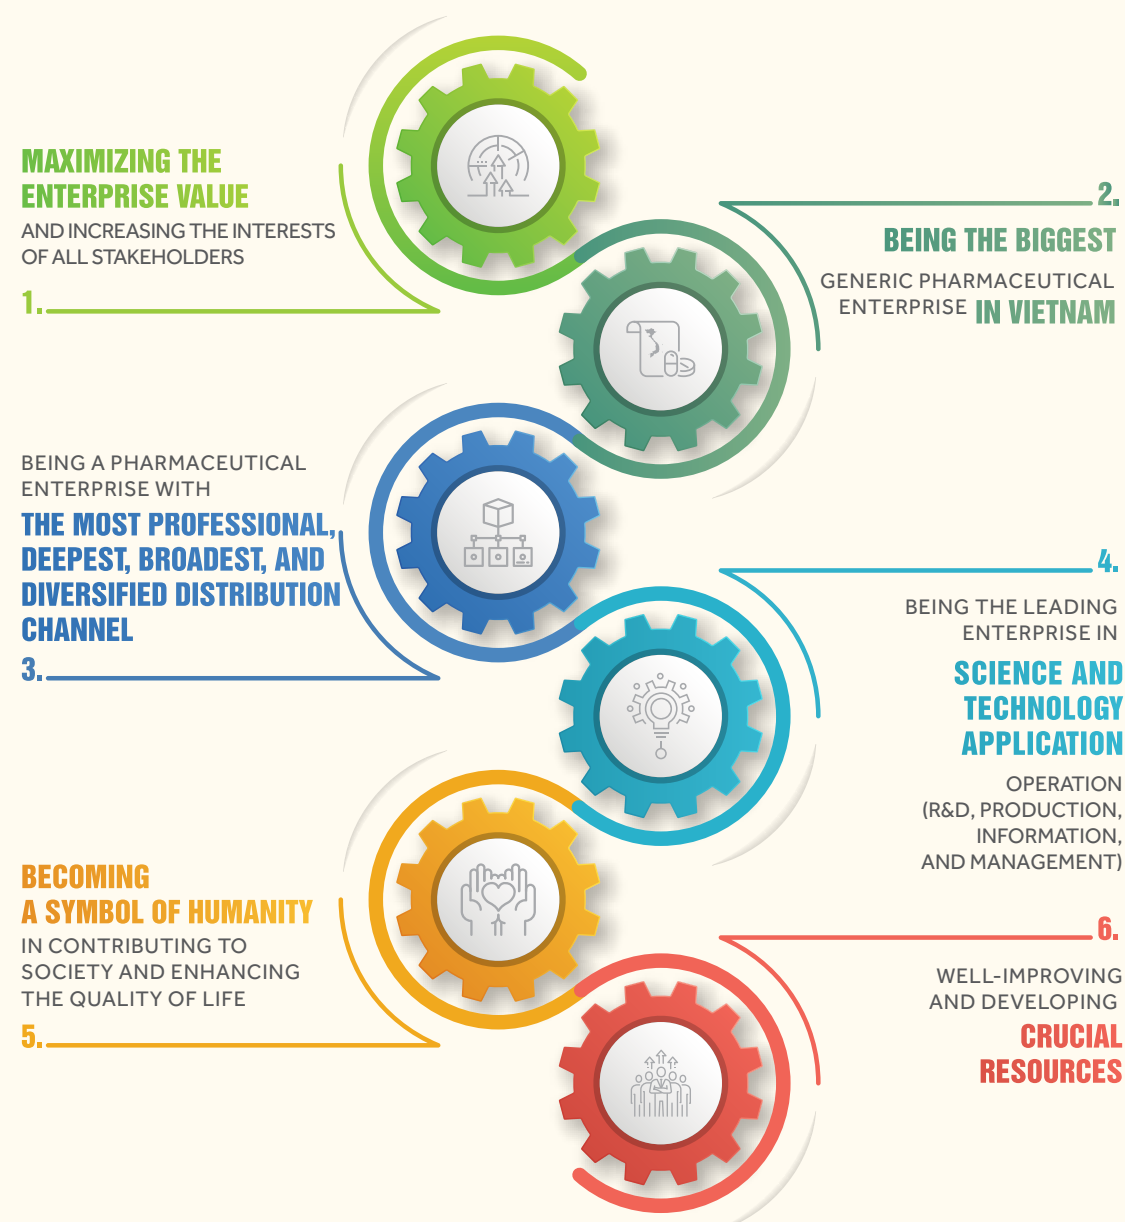 MAXIMIZING THE
ENTERPRISE VALUE
AND INCREASING THE INTERESTS
OF ALL STAKEHOLDERS
1.
2.
BEING THE BIGGEST
GENERIC PHARMACEUTICAL
ENTERPRISE IN VIETNAM
BEING A PHARMACEUTICAL
ENTERPRISE WITH
THE MOST PROFESSIONAL,
DEEPEST, BROADEST, AND
DIVERSIFIED DISTRIBUTION
CHANNEL
3.
4.
BEING THE LEADING
ENTERPRISE IN
SCIENCE AND
TECHNOLOGY
APPLICATION
OPERATION
(R&D, PRODUCTION,
INFORMATION,
AND MANAGEMENT)
BECOMING
A SYMBOL OF HUMANITY
IN CONTRIBUTING TO
SOCIETY AND ENHANCING
THE QUALITY OF LIFE
5.
6.
WELL-IMPROVING
AND DEVELOPING
CRUCIAL
RESOURCES